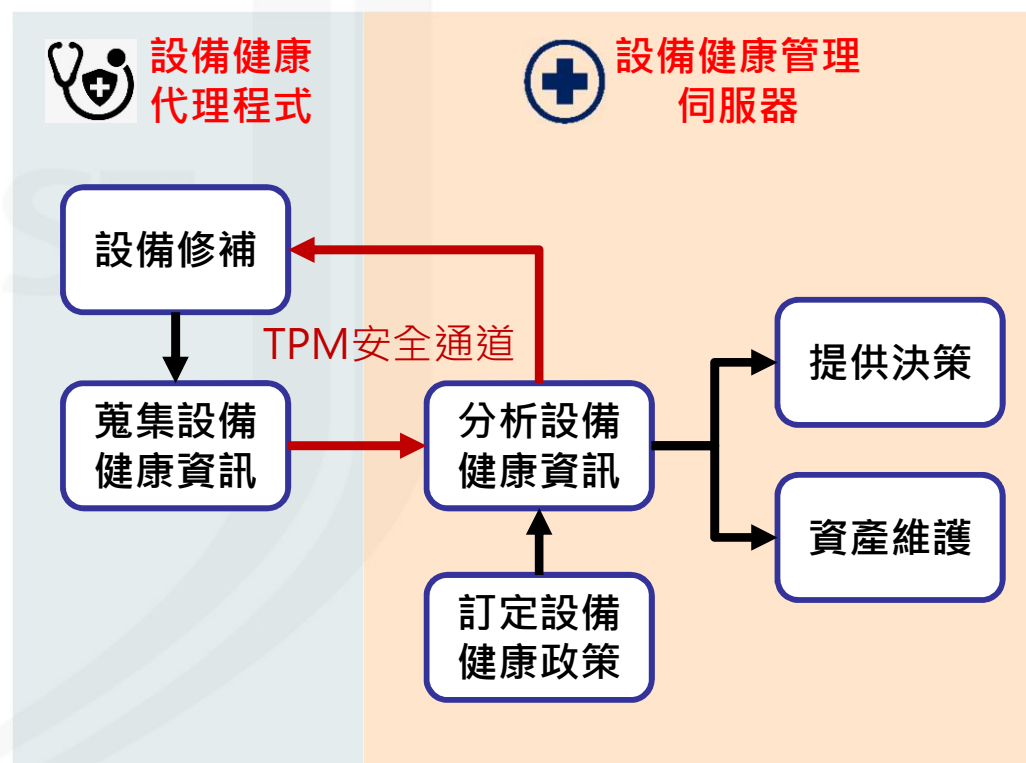 設備健康
代理程式
設備健康管理
伺服器
設備修補
TPM安全通道
蒐集設備
健康資訊
分析設備
健康資訊
提供決策
資產維護
訂定設備
健康政策